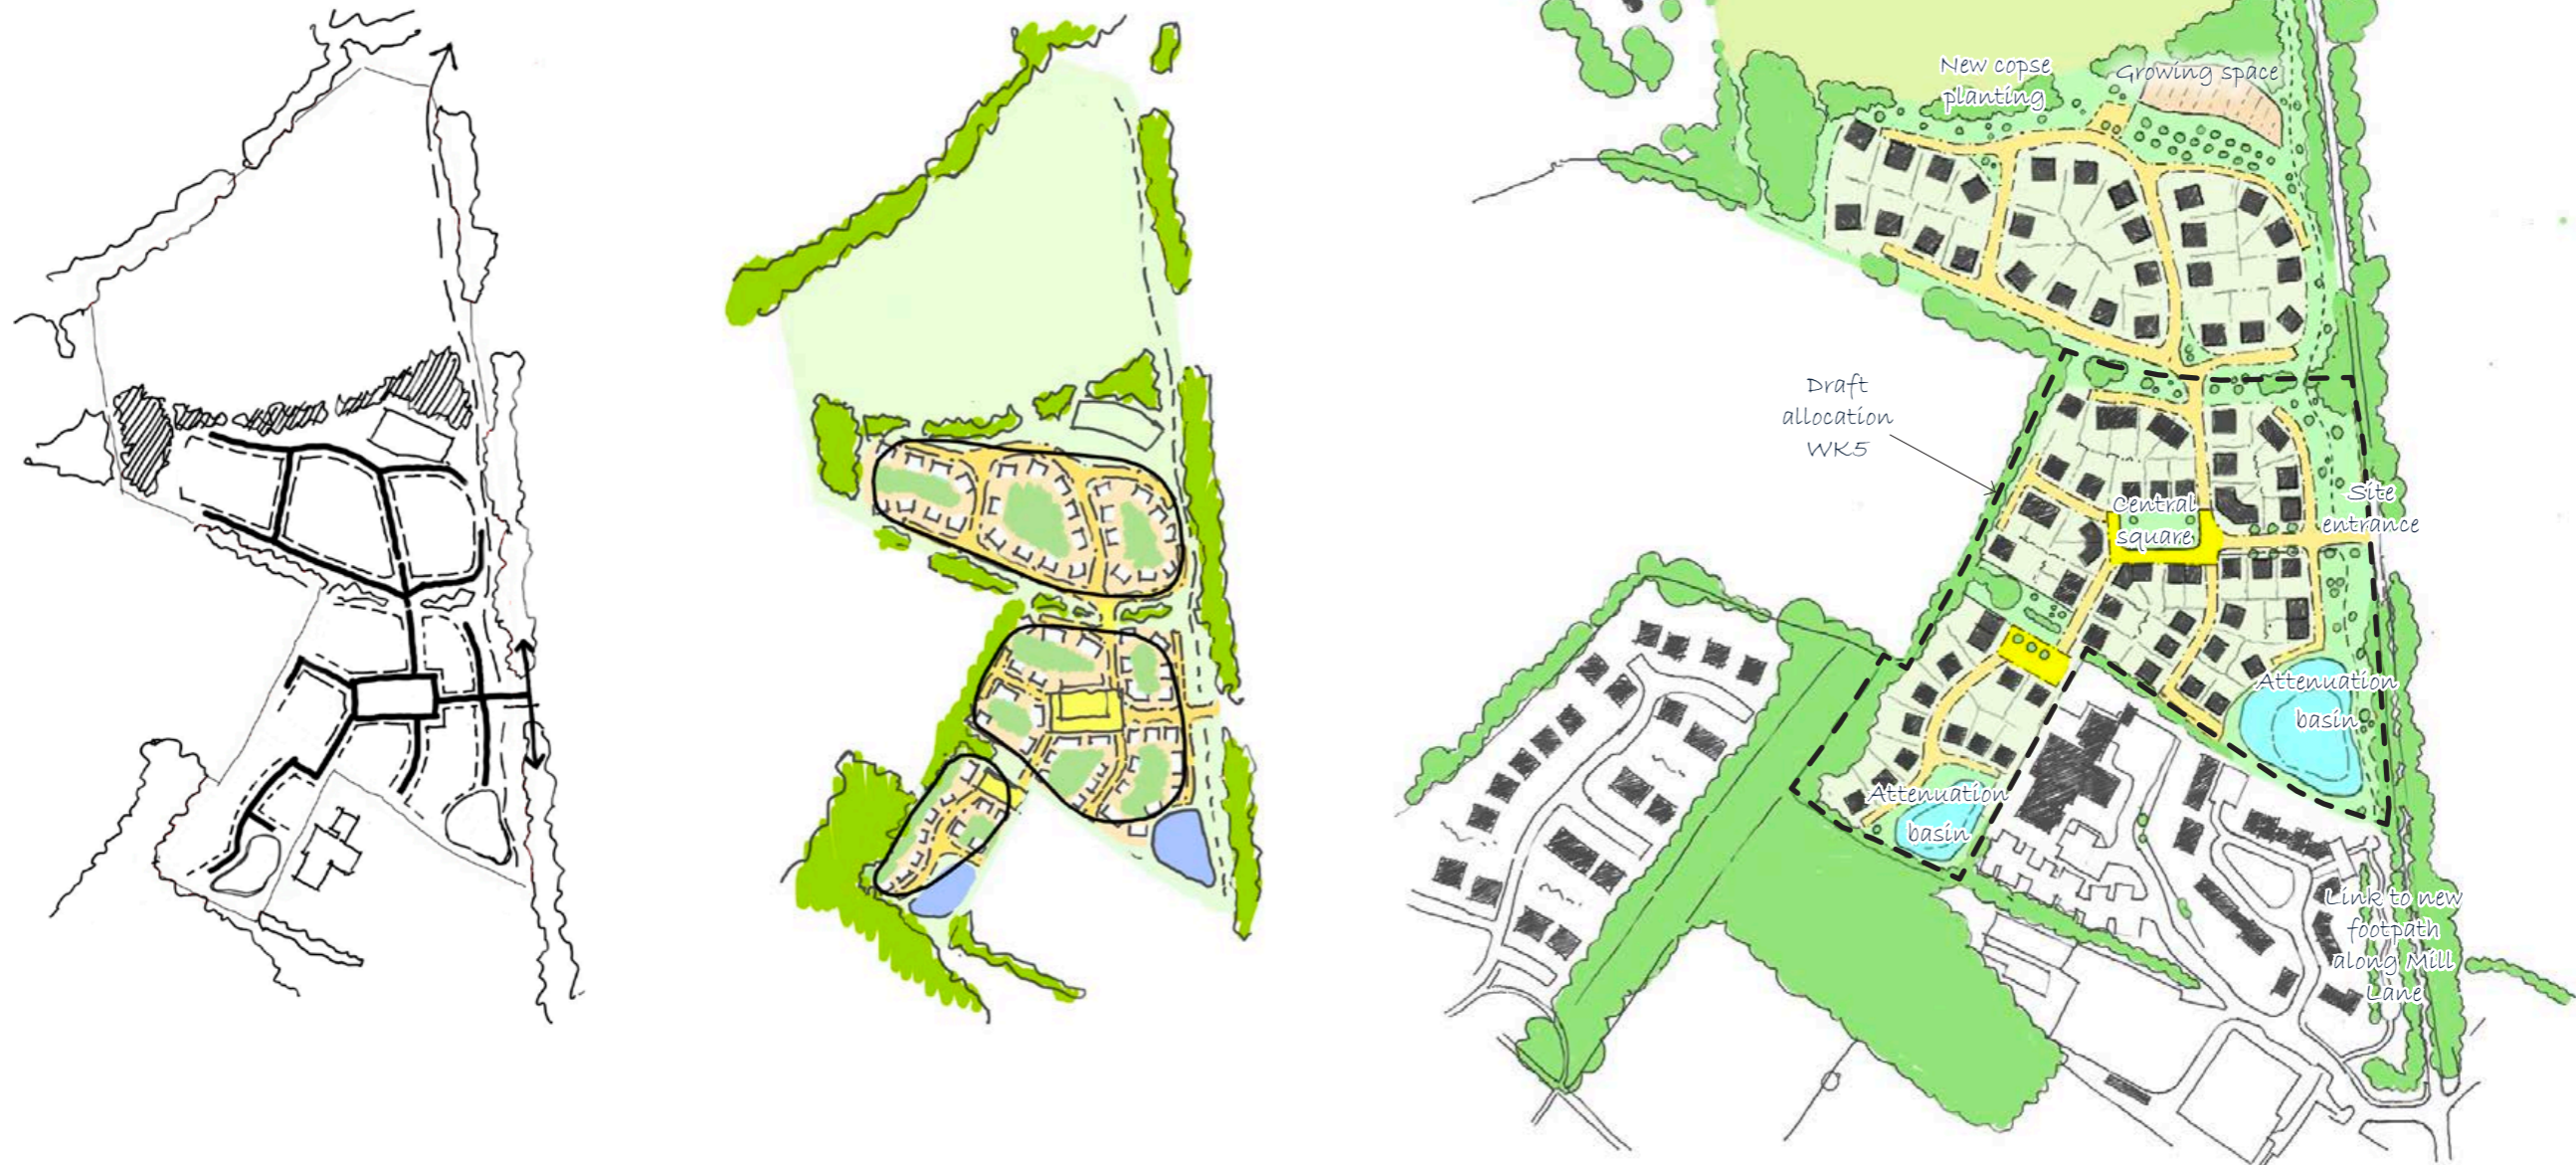 New copse
planting
Growing space
Draft
allocation
WK5
Central
square
Site
entrance
Attenuation
basin
Attenuation
basin
Link to new
footpath
along Mill
Lane